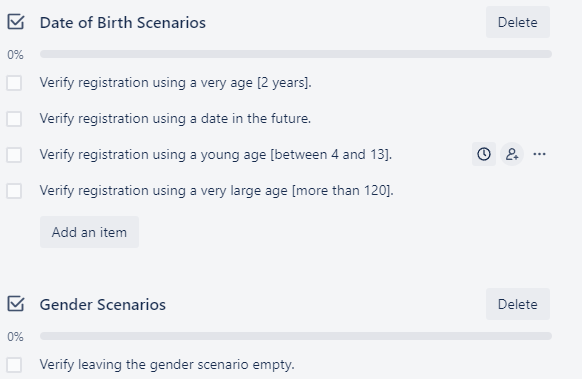 Date of Birth Scenarios
Delete
0%
Verify registration using a very age [2 years].
Verify registration using a date in the future.
Verify registration using a young age [between 4 and 13].
Verify registration using a very large age [more than 120].
Add an item
Gender Scenarios
Delete
0%
Verify leaving the gender scenario empty.